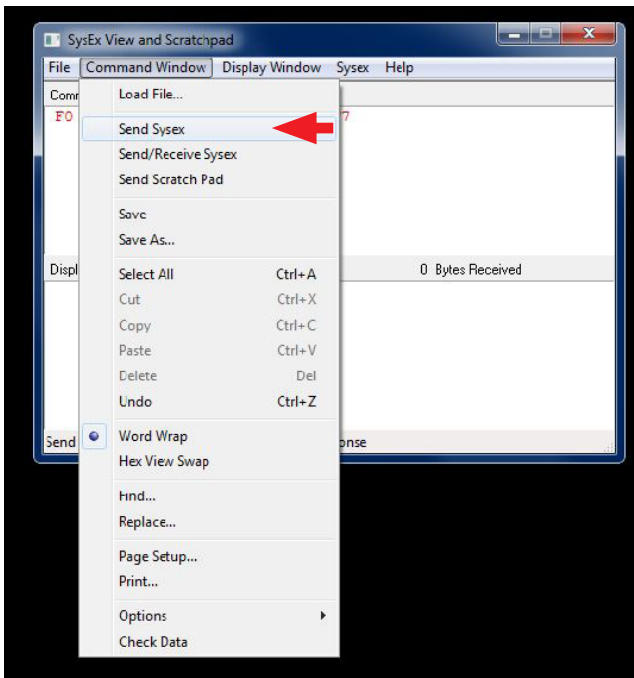 SysEx View and Scratchpad
File Command Window Display Window Sysex Help
Comm
F0 7
Load File...
Send Sysex
Send/Receive Sysex
Send Scratch Pad
Save
Save As...
Displ 0 Bytes Received
Select All Ctrl+A
Cut Ctrl+X
Copy Ctrl+C
Paste Ctrl+V
Delete Del
Undo Ctrl+Z
Send Word Wrap onse
Hex View Swap
Find...
Replace...
Page Setup...
Print...
Options
Check Data